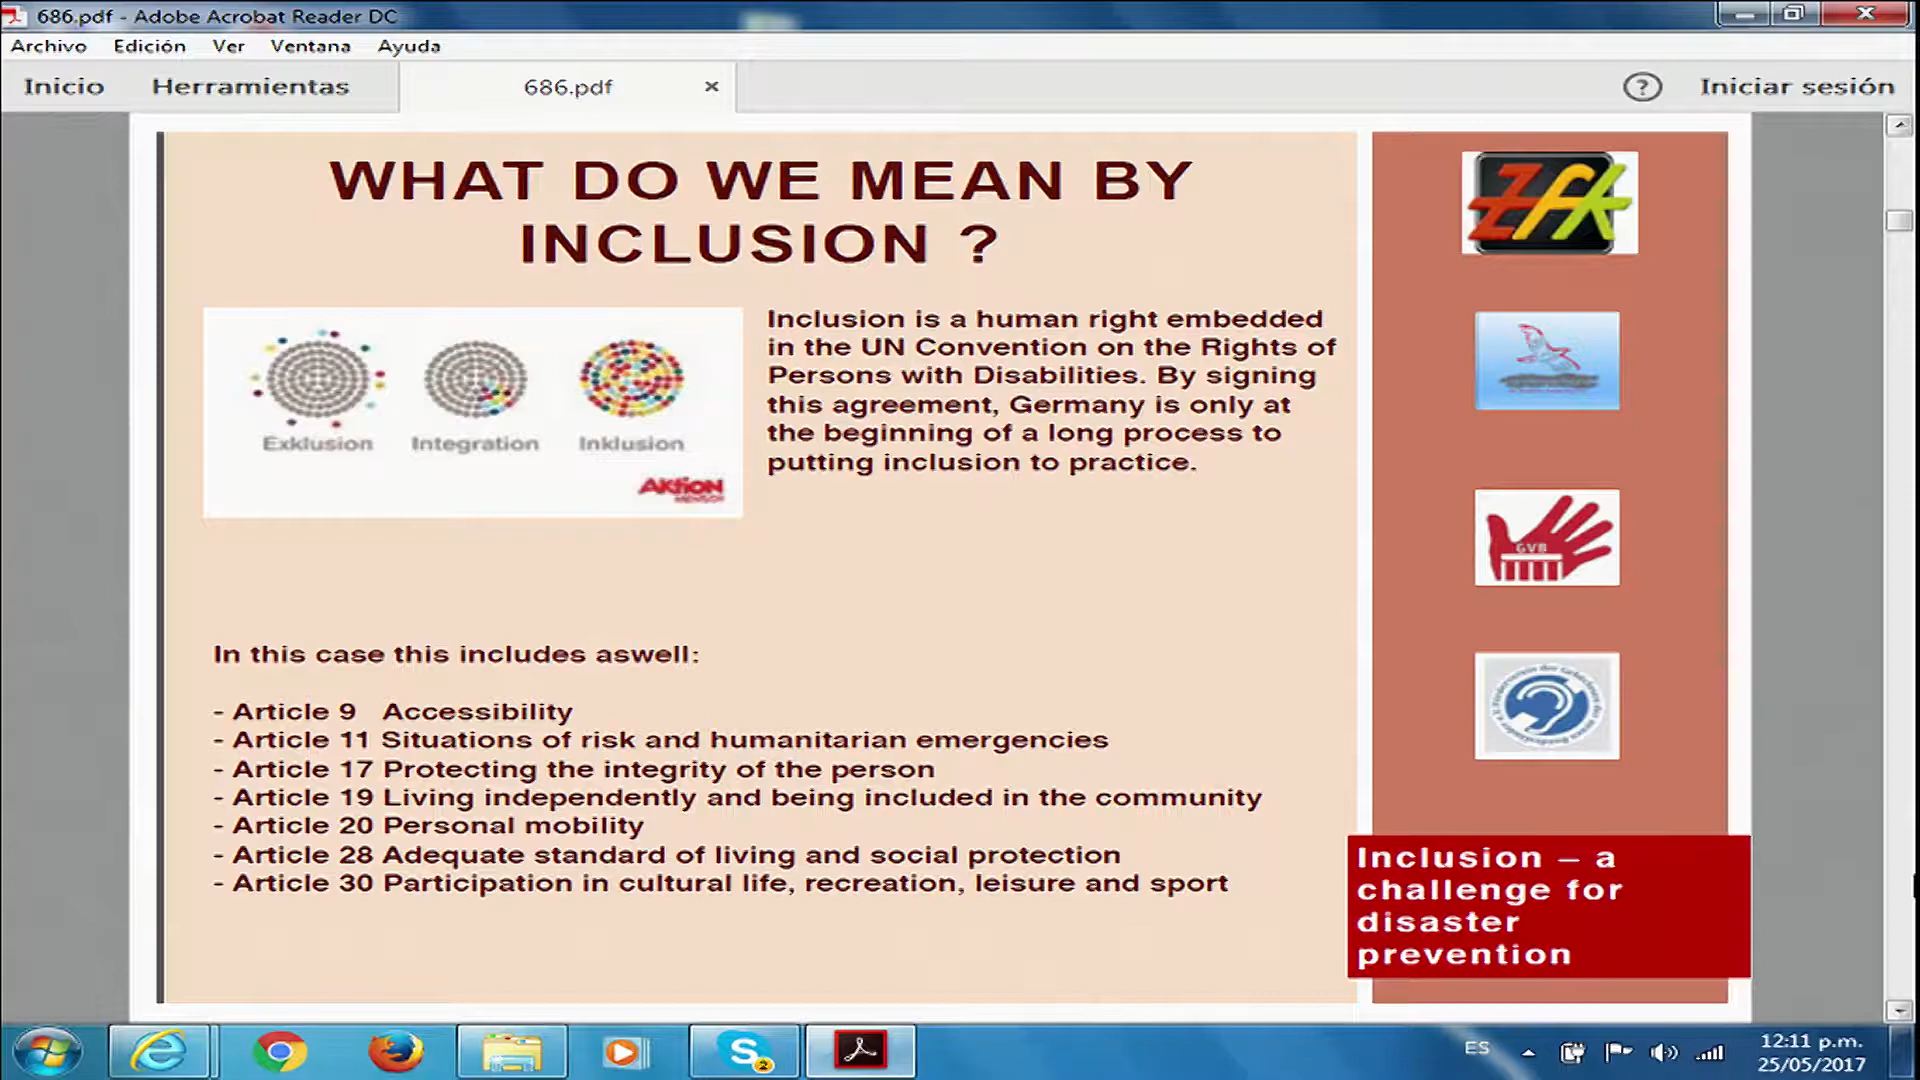 686.pdf - Adobe Acrobat Reader DC
Archivo Edición Ver Ventana Ayuda
Inicio Herramientas 686.pdf × ? Iniciar sesión
WHAT DO WE MEAN BY
INCLUSION ?
Exklusion Integration Inklusion
AKTION
MENSCH
Inclusion is a human right embedded
in the UN Convention on the Rights of
Persons with Disabilities. By signing
this agreement, Germany is only at
the beginning of a long process to
putting inclusion to practice.
In this case this includes aswell:
- Article 9 Accessibility
- Article 11 Situations of risk and humanitarian emergencies
- Article 17 Protecting the integrity of the person
- Article 19 Living independently and being included in the community
- Article 20 Personal mobility
- Article 28 Adequate standard of living and social protection
- Article 30 Participation in cultural life, recreation, leisure and sport
zfk
GVB
Inclusion – a
challenge for
disaster
prevention
S 2
ES
12:11 p.m.
25/05/2017